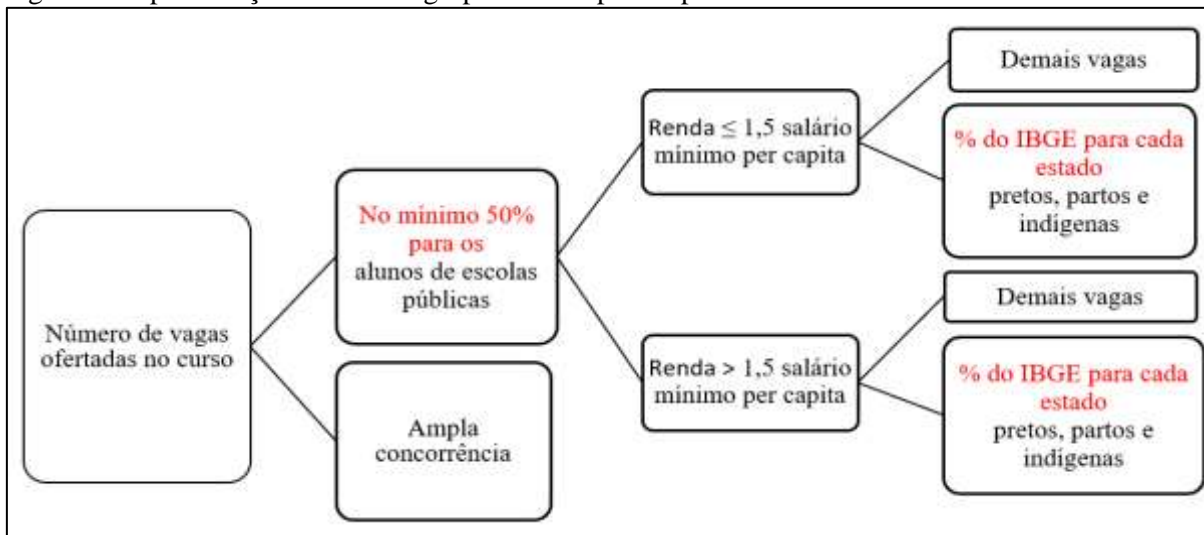 Número de vagas
ofertadas no curso
No mínimo 50%
para os
alunos de escolas
públicas
Ampla
concorrência
Renda ≤ 1,5 salário
mínimo per capita
Renda > 1,5 salário
mínimo per capita
Demais vagas
% do IBGE para cada
estado
pretos, partos e
indígenas
Demais vagas
% do IBGE para cada
estado
pretos, partos e
indígenas